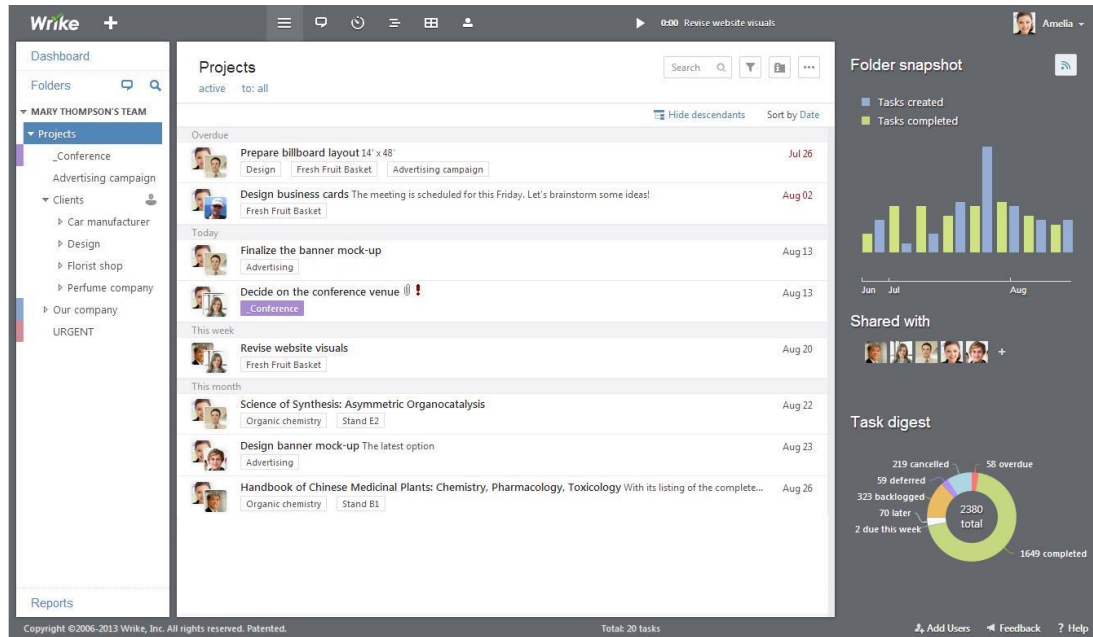 Wrike +
0:00 Revise website visuals
Amelia
Dashboard
Folders
MARY THOMPSON'S TEAM
Projects
_Conference
Advertising campaign
Clients
Car manufacturer
Design
Florist shop
Perfume company
Our company
URGENT
Reports
Projects
active to: all
Search
Hide descendants Sort by Date
Overdue
Prepare billboard layout 14' x 48' Jul 26
Design Fresh Fruit Basket Advertising campaign
Design business cards The meeting is scheduled for this Friday. Let's brainstorm some ideas! Aug 02
Fresh Fruit Basket
Today
Finalize the banner mock-up Aug 13
Advertising
Decide on the conference venue Aug 13
_Conference
This week
Revise website visuals Aug 20
Fresh Fruit Basket
This month
Science of Synthesis: Asymmetric Organocatalysis Aug 22
Organic chemistry Stand E2
Design banner mock-up The latest option Aug 23
Advertising
Handbook of Chinese Medicinal Plants: Chemistry, Pharmacology, Toxicology With its listing of the complete... Aug 26
Organic chemistry Stand B1
Folder snapshot
Tasks created
Tasks completed
Jun Jul Aug
Shared with
+
Task digest
219 cancelled 58 overdue
59 deferred
323 backlogged
70 later
2 due this week
2380
total
1649 completed
Copyright ©2006-2013 Wrike, Inc. All rights reserved. Patented. Total: 20 tasks Add Users Feedback ? Help